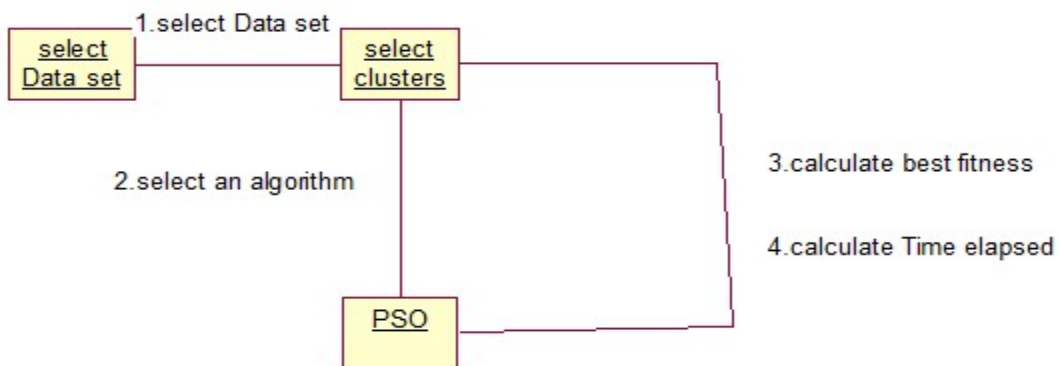 1.select Data set
select
Data set
select
clusters
2.select an algorithm
3.calculate best fitness
4.calculate Time elapsed
PSO